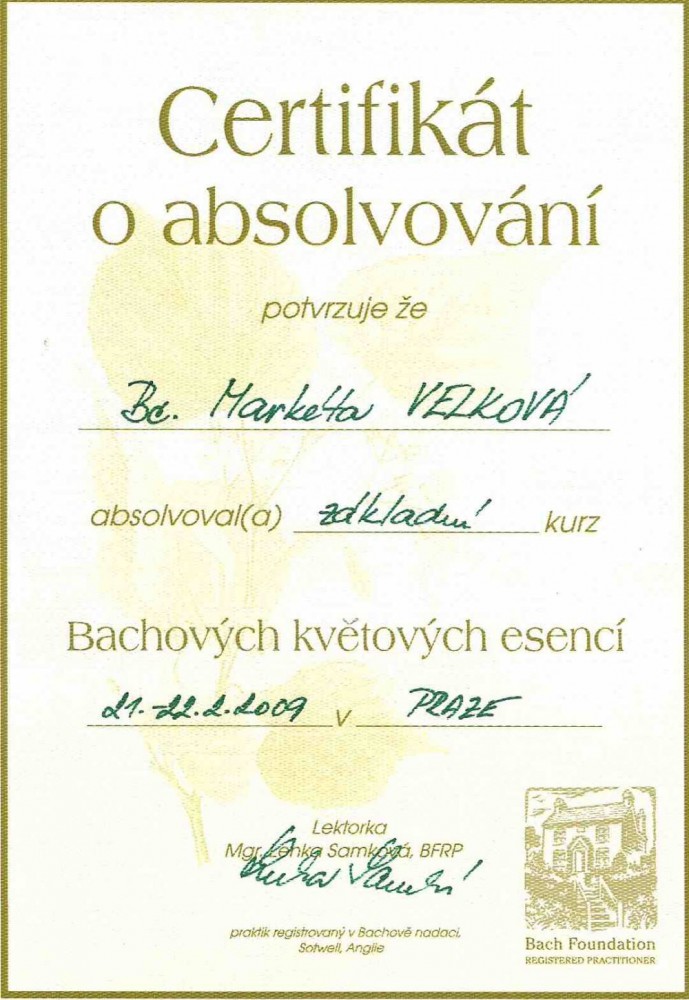 Certifikát
o absolvování
potvrzuje že
Bc. Markéta VELKOVÁ
absolvoval(a) základní kurz
Bachových květových esencí
21.-22.2.2009 v PRAZE
Lektorka
Mgr. Lenka Samková, BFRP
praktik registrovaný v Bachově nadaci,
Sotwell, Anglie
Bach Foundation
REGISTERED PRACTITIONER